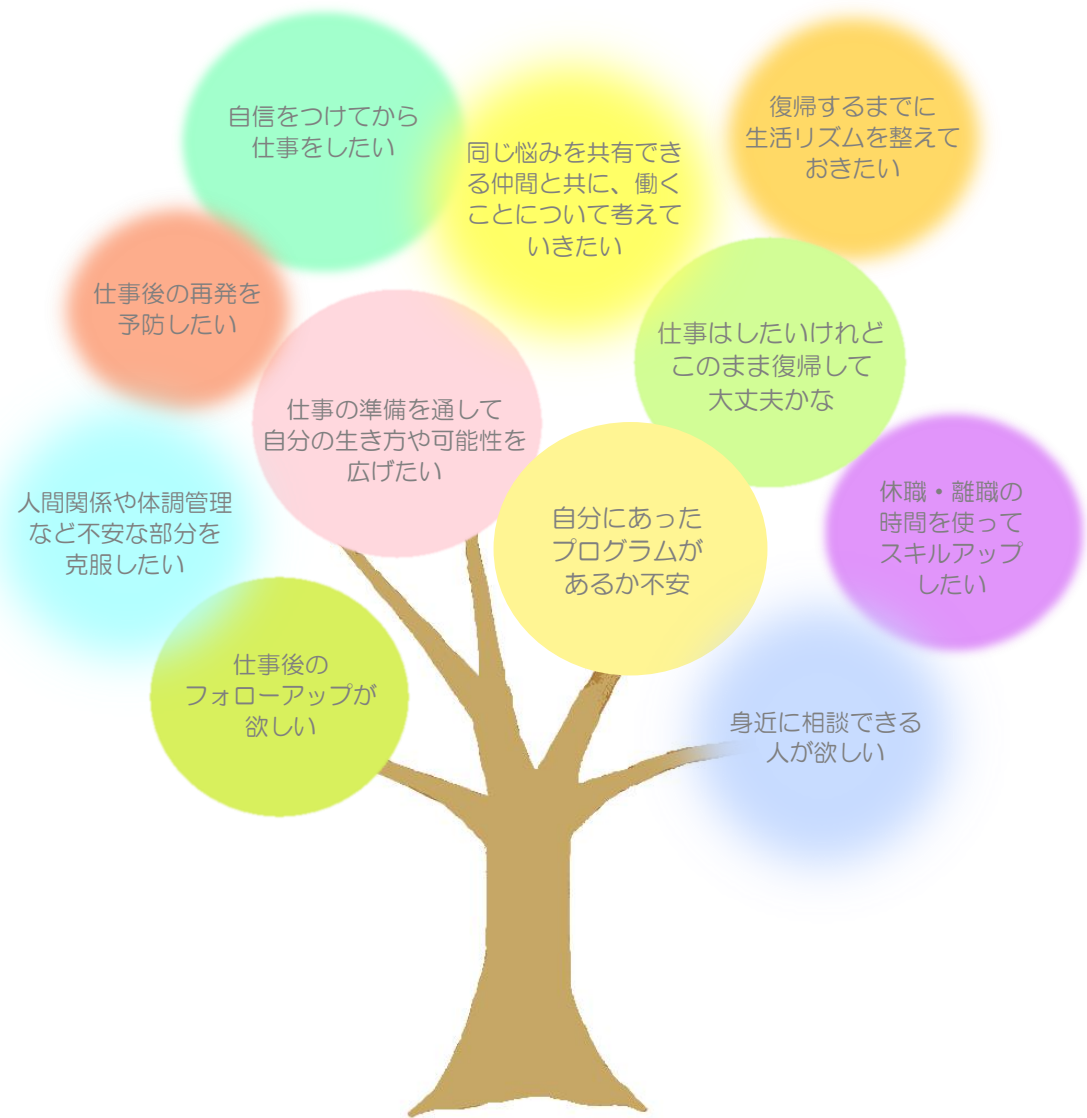 自信をつけてから
仕事をしたい
同じ悩みを共有でき
る仲間と共に、働く
ことについて考えて
いきたい
復帰するまでに
生活リズムを整えて
おきたい
仕事後の再発を
予防したい
仕事はしたいけれど
このまま復帰して
大丈夫かな
仕事の準備を通して
自分の生き方や可能性を
広げたい
人間関係や体調管理
など不安な部分を
克服したい
自分にあった
プログラムが
あるか不安
休職・離職の
時間を使って
スキルアップ
したい
仕事後の
フォローアップが
欲しい
身近に相談できる
人が欲しい